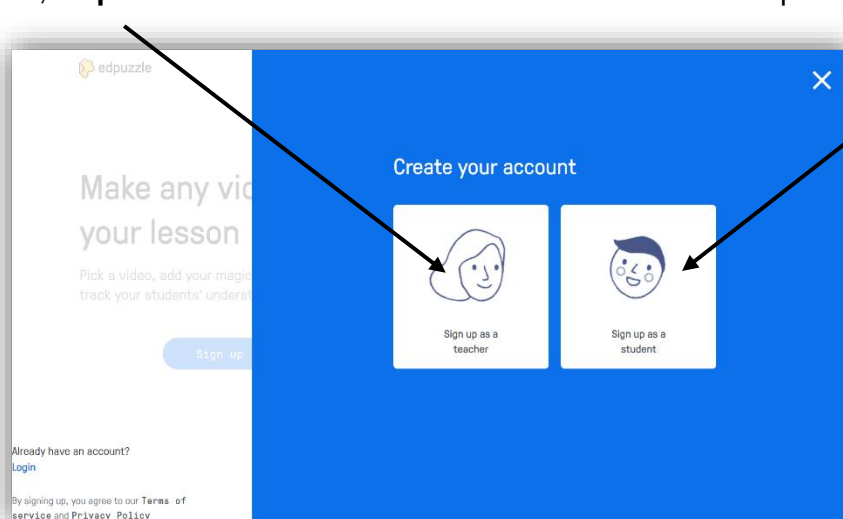 edpuzzle
Make any
your lesson
Pick a video, add your magic
track your students'
Sign up
Create your account
Sign up as a
teacher
Sign up as a
student
Already have an account?
Login
By signing up, you agree to our Terms of
service and Privacy Policy